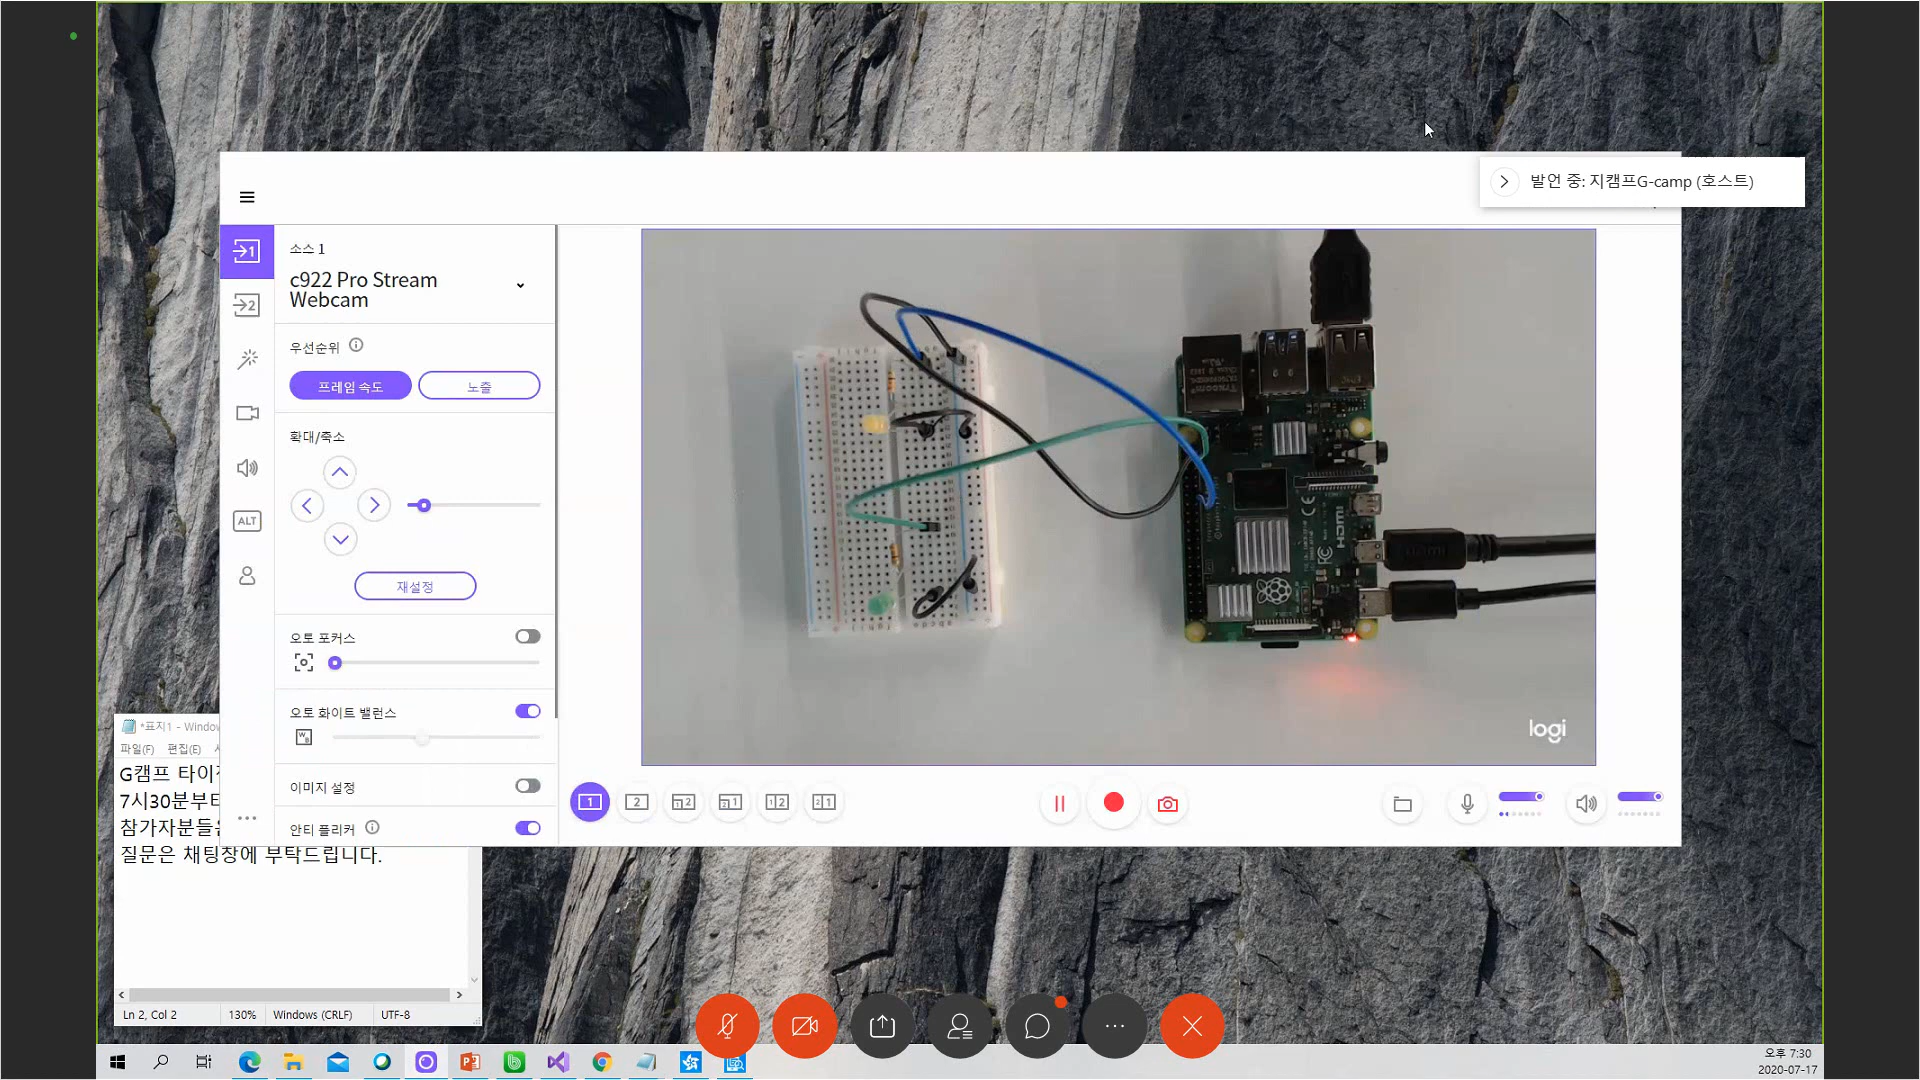 발언 중: 지캠프G-camp (호스트)
소스 1
c922 Pro Stream
Webcam
우선순위
프레임 속도
노출
확대/축소
ALT
재설정
오토 포커스
오토 화이트 밸런스
이미지 설정
안티 플리커
HDMI
logi
*표지1 - Window
파일(F) 편집(E)
G캠프 타이
7시30분부터
참가자분들은
질문은 채팅창에 부탁드립니다.
Ln 2, Col 2
130%
Windows (CRLF)
UTF-8
오후 7:30
2020-07-17